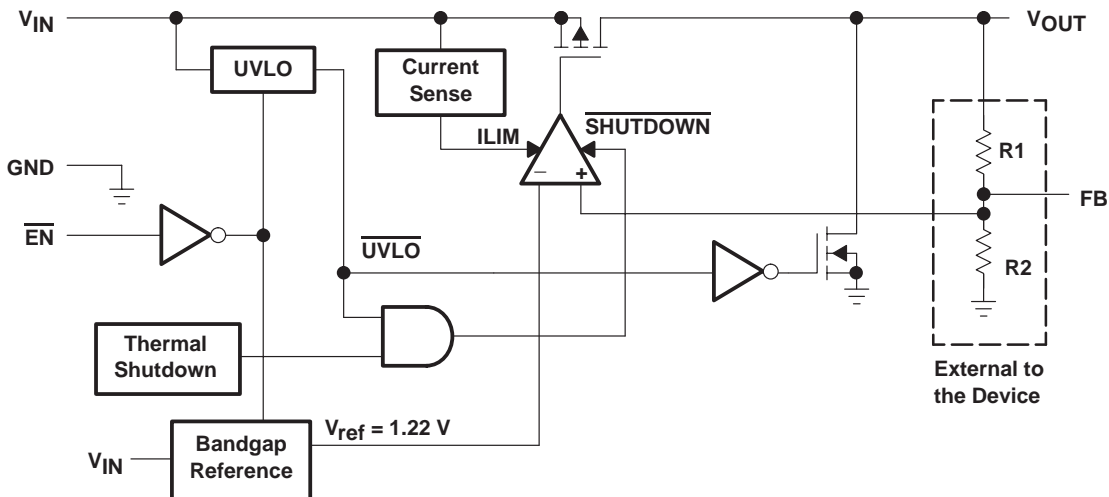 VIN
VOUT
UVLO
Current
Sense
SHUTDOWN
ILIM
R1
GND
− +
FB
EN
UVLO
R2
Thermal
Shutdown
External to
the Device
Vref = 1.22 V
Bandgap
Reference
VIN